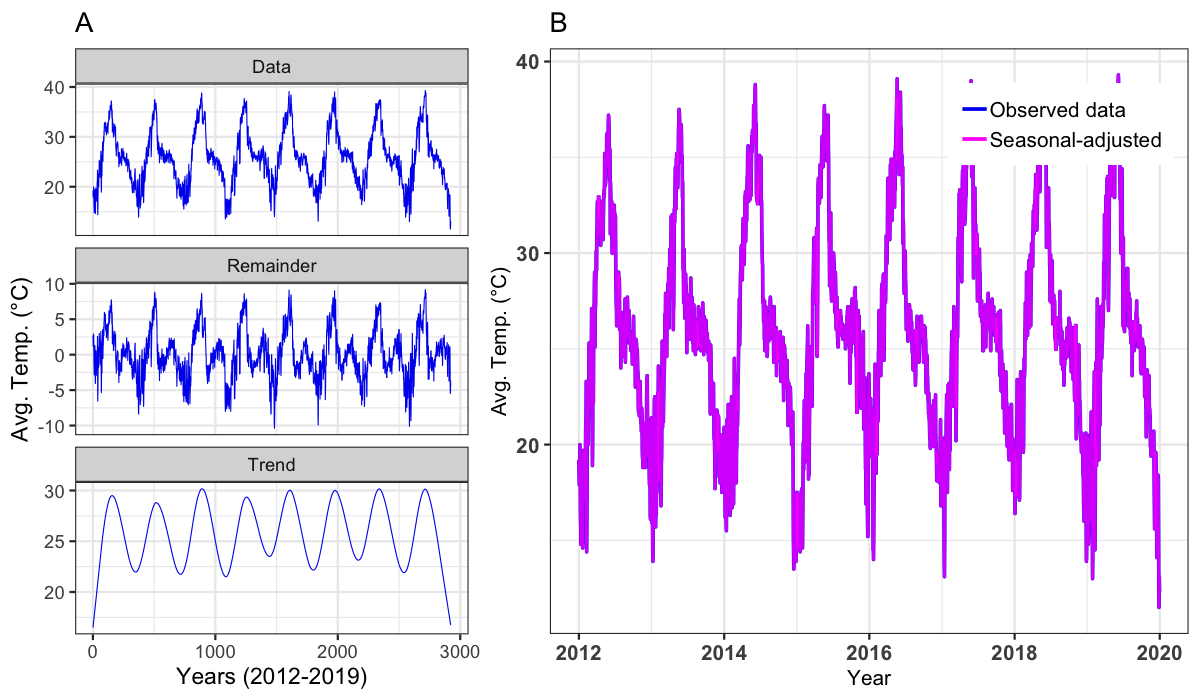 A
Data
40
30
20
Remainder
10
5
0
-5
-10
Trend
30
25
20
0
1000
2000
3000
Years (2012-2019)
Avg. Temp. (°C)
B
40
30
20
Observed data
Seasonal-adjusted
2012
2014
2016
2018
2020
Year
Avg. Temp. (°C)